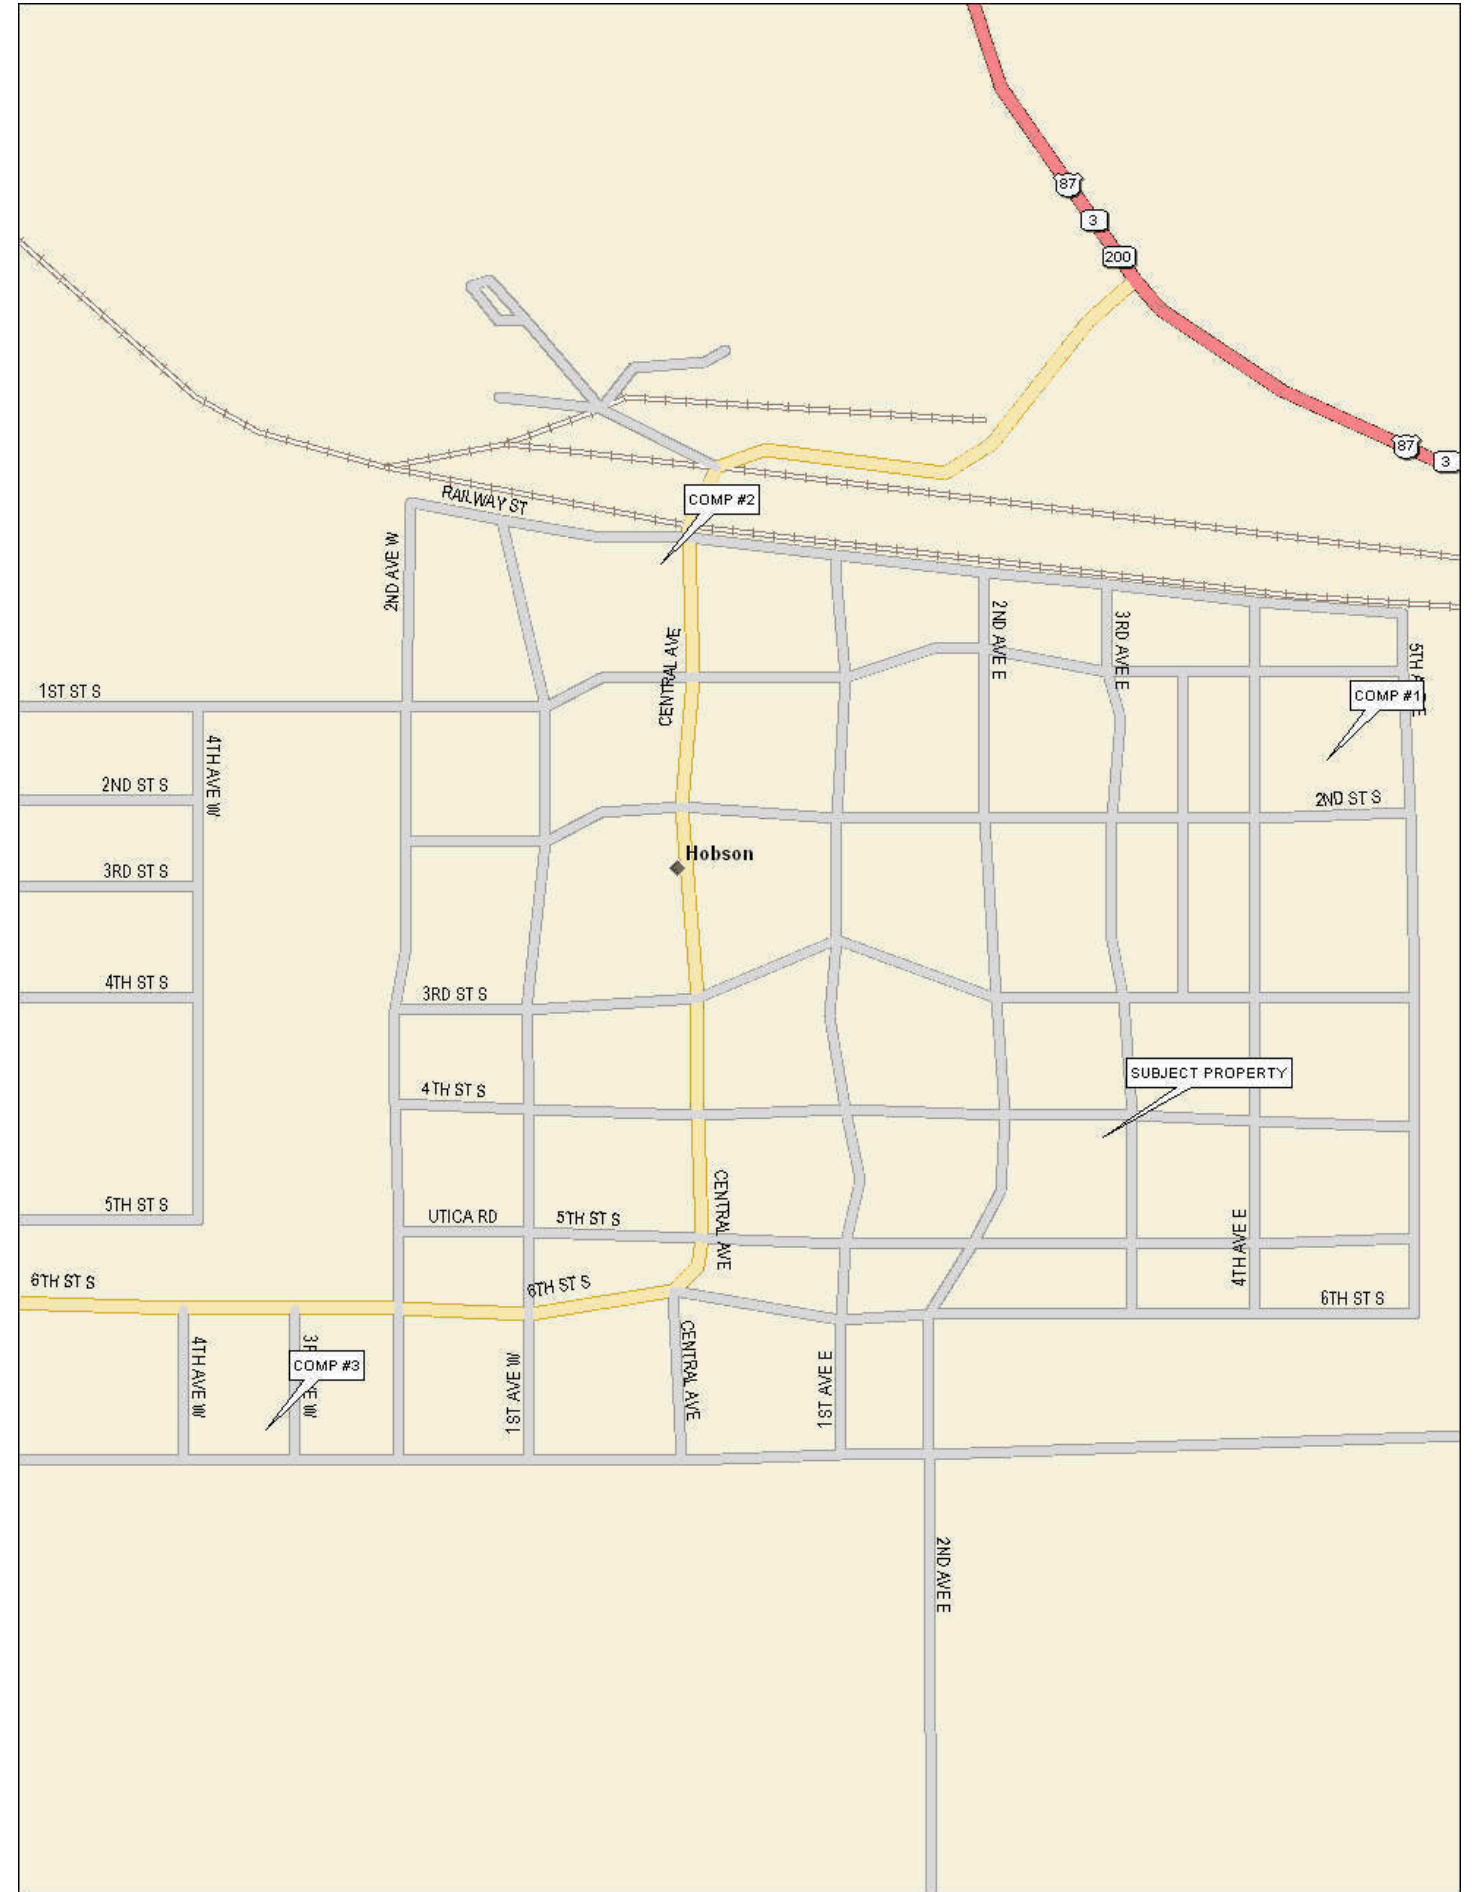 87
3
200
87
3
COMP #2
RAILWAY ST
2ND AVE W
2ND AVE E
3RD AVE E
CENTRAL AVE
5TH
1ST ST S
COMP #1
4TH AVE W
2ND ST S
2ND ST S
Hobson
3RD ST S
4TH ST S
3RD ST S
SUBJECT PROPERTY
4TH ST S
5TH ST S
UTICA RD
5TH ST S
CENTRAL AVE
4TH AVE E
6TH ST S
6TH ST S
6TH ST S
4TH AVE W
COMP #3
1ST AVE W
CENTRAL AVE
1ST AVE E
2ND AVE E